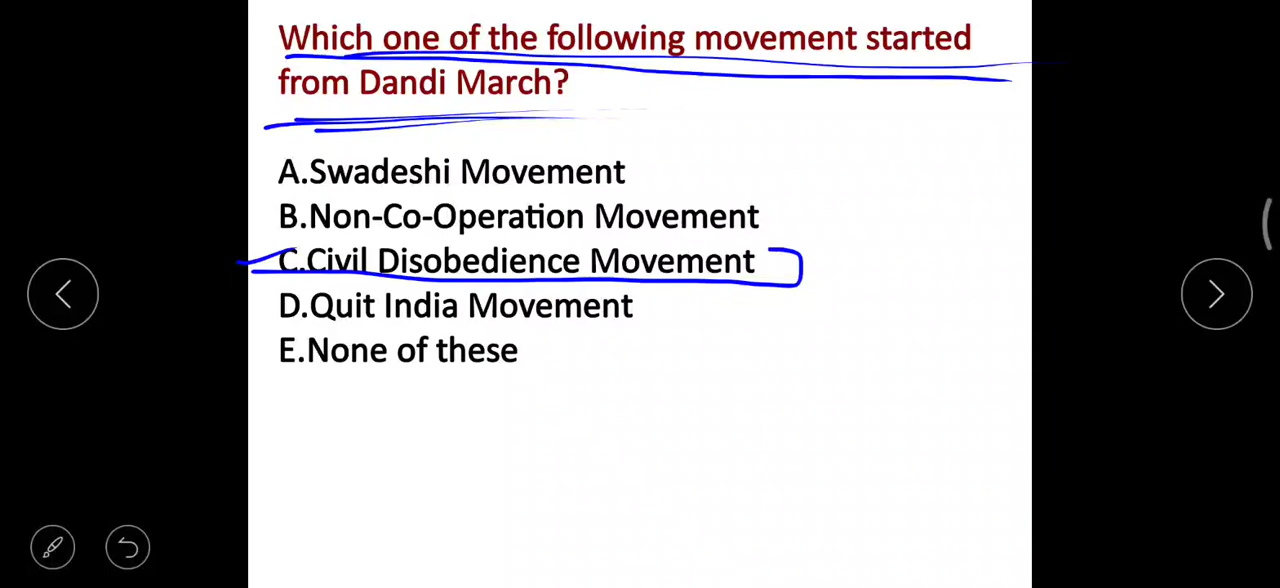 Which one of the following movement started
from Dandi March?
A.Swadeshi Movement
B.Non-Co-Operation Movement
C.Civil Disobedience Movement
D.Quit India Movement
E.None of these